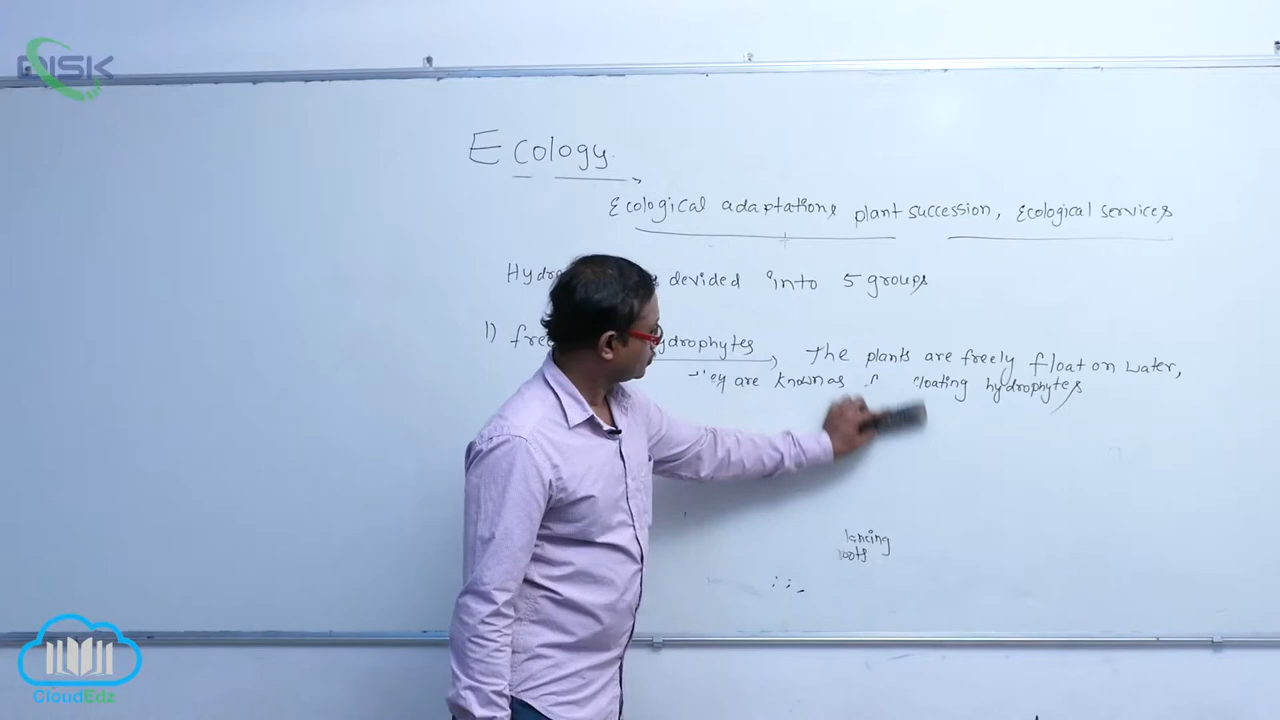 DISK
Ecology
Ecological adaptations plant succession, Ecological services
devided into 5 groups
1)
The plants are freely float on water,
are known as floating hydrophytes
roots
CloudEdz